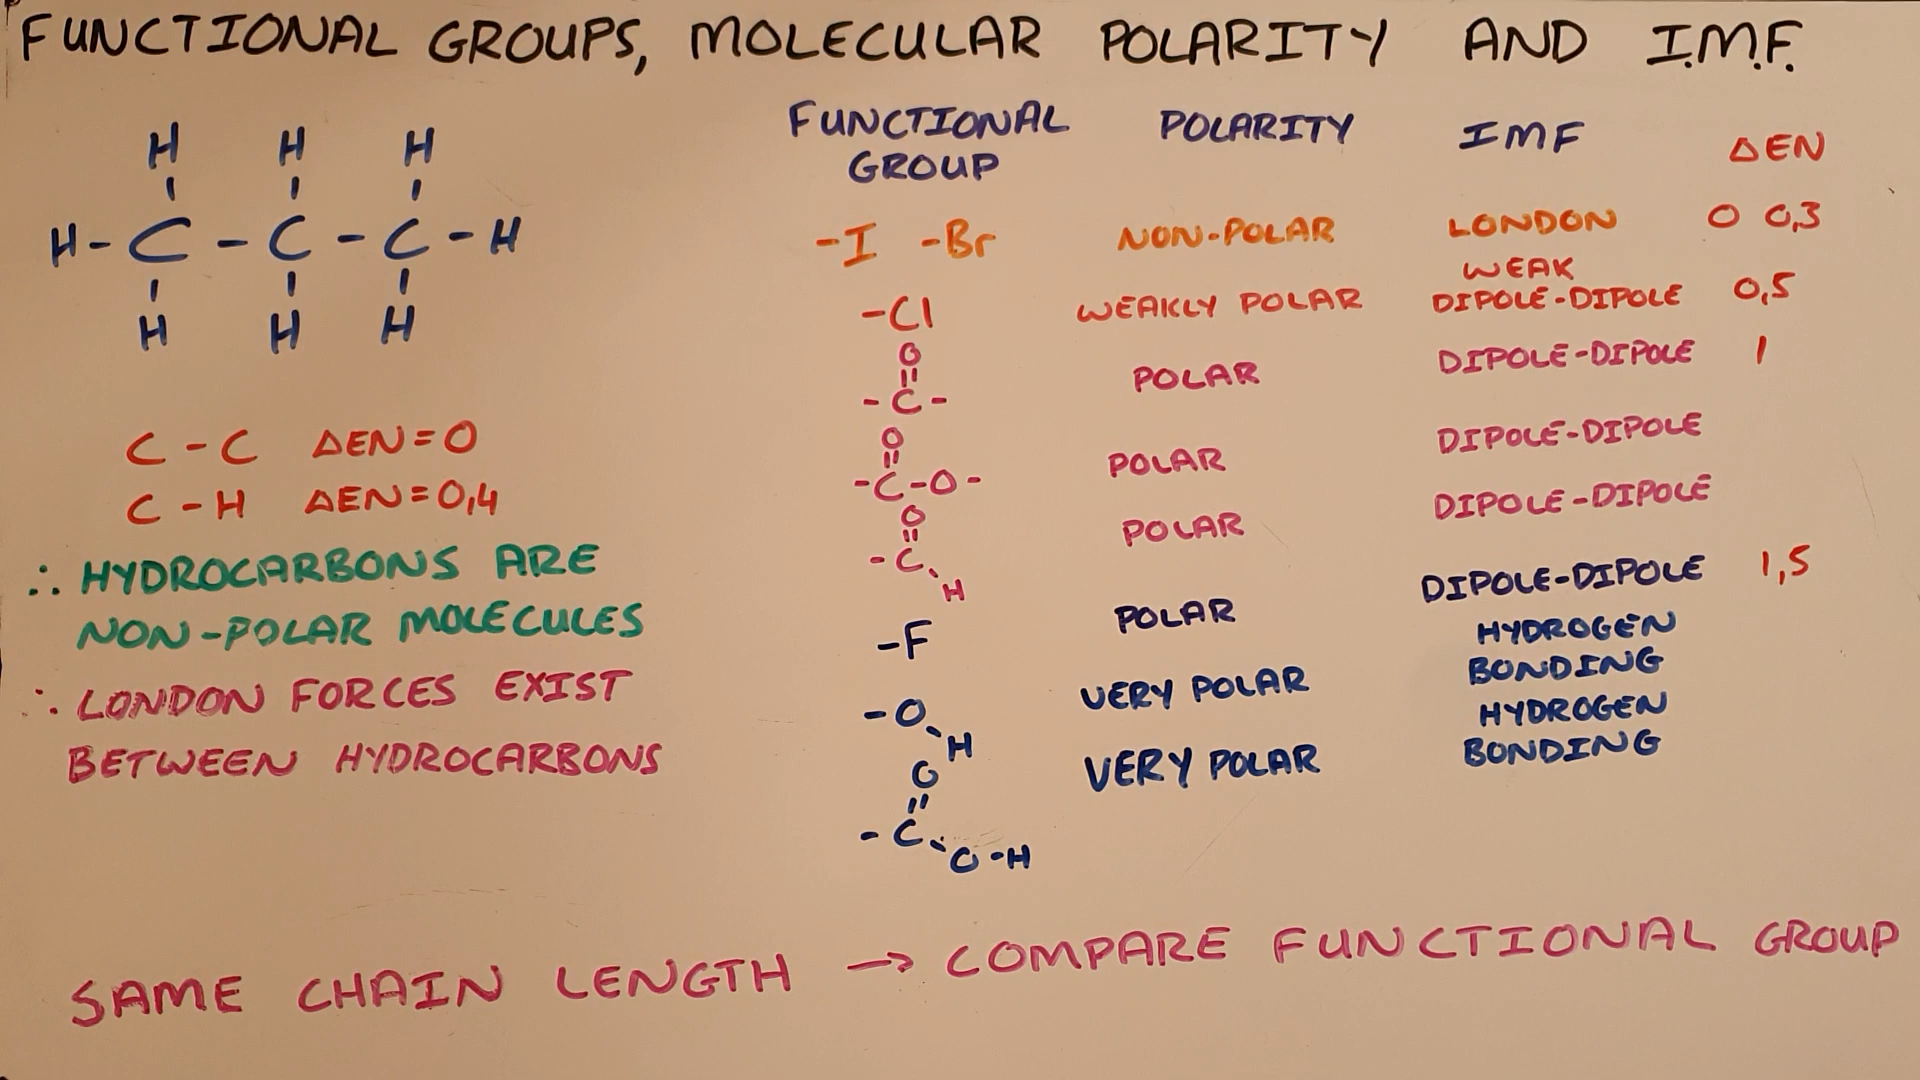 FUNCTIONAL GROUPS, MOLECULAR POLARITY AND I.M.F.
H H H
H-C-C-C-H
H H H
C-C ΔEN=0
C-H ΔEN=0,4
∴ HYDROCARBONS ARE
NON-POLAR MOLECULES
∴ LONDON FORCES EXIST
BETWEEN HYDROCARBONS
FUNCTIONAL GROUP POLARITY IMF ΔEN
-I -Br NON-POLAR LONDON 0 0,3
-Cl WEAKLY POLAR WEAK DIPOLE-DIPOLE 0,5
O
=
-C- POLAR DIPOLE-DIPOLE 1
O
=
-C-O- POLAR DIPOLE-DIPOLE
O
=
-C-H POLAR DIPOLE-DIPOLE
-F POLAR DIPOLE-DIPOLE 1,5
-O-H VERY POLAR HYDROGEN BONDING
O
=
-C-O-H VERY POLAR HYDROGEN BONDING
SAME CHAIN LENGTH → COMPARE FUNCTIONAL GROUP